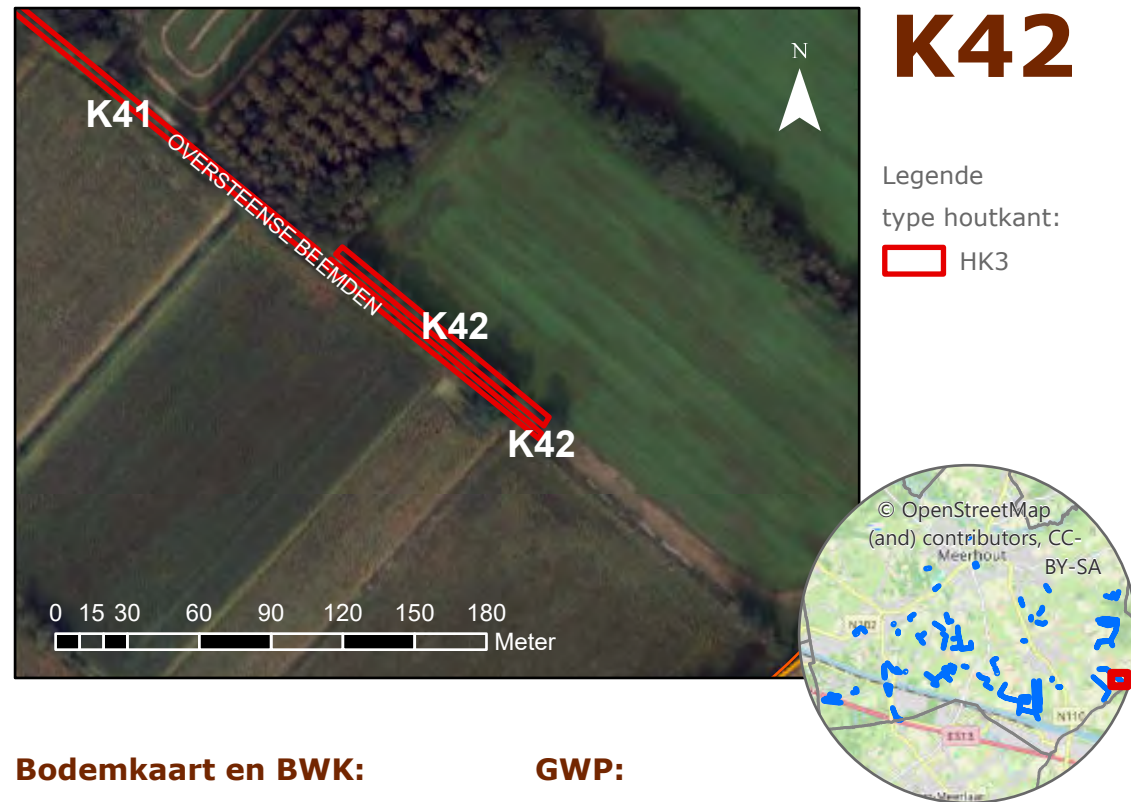 K42
N
K41
OVERSTEENSE BEEMDEN
K42
K42
0 15 30 60 90 120 150 180
Meter
Legende
type houtkant:
HK3
© OpenStreetMap
(and) contributors, CC-
BY-SA
Meerhout
N102
N110
E313
Bodemkaart en BWK:
GWP: